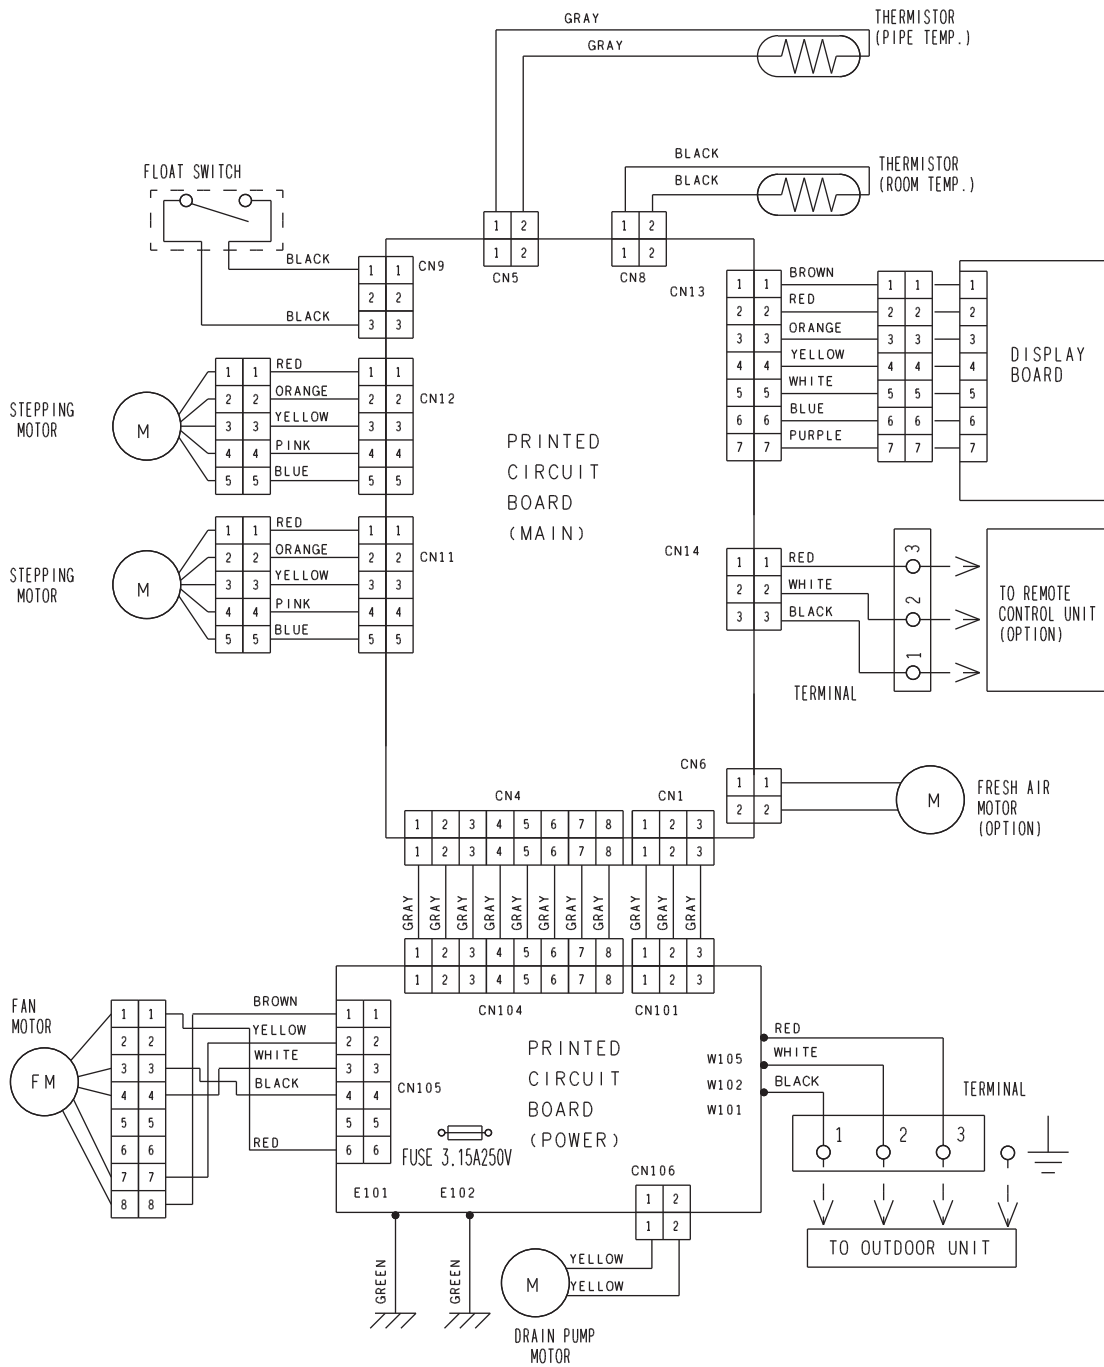 GRAY
THERMISTOR
(PIPE TEMP.)
GRAY
BLACK
THERMISTOR
(ROOM TEMP.)
BLACK
FLOAT SWITCH
1 2
1 2
CN5
1 2
1 2
CN8
BLACK
1 1
2 2
3 3
CN9
BLACK
CN13
1 1
2 2
3 3
4 4
5 5
6 6
7 7
BROWN
RED
ORANGE
YELLOW
WHITE
BLUE
PURPLE
1 1
2 2
3 3
4 4
5 5
6 6
7 7
1
2
3
4
5
6
7
DISPLAY
BOARD
STEPPING
MOTOR
M
1 1
2 2
3 3
4 4
5 5
RED
ORANGE
YELLOW
PINK
BLUE
1 1
2 2
3 3
4 4
5 5
CN12
PRINTED
CIRCUIT
BOARD
(MAIN)
STEPPING
MOTOR
M
1 1
2 2
3 3
4 4
5 5
RED
ORANGE
YELLOW
PINK
BLUE
1 1
2 2
3 3
4 4
5 5
CN11
CN14
1 1
2 2
3 3
RED
WHITE
BLACK
3
2
1
TERMINAL
TO REMOTE
CONTROL UNIT
(OPTION)
CN6
1 1
2 2
M
FRESH AIR
MOTOR
(OPTION)
CN4
1 2 3 4 5 6 7 8
1 2 3 4 5 6 7 8
CN1
1 2 3
1 2 3
GRAY GRAY GRAY GRAY GRAY GRAY GRAY GRAY
GRAY GRAY GRAY
1 2 3 4 5 6 7 8
1 2 3 4 5 6 7 8
CN104
1 2 3
1 2 3
CN101
FAN
MOTOR
FM
1 1
2 2
3 3
4 4
5 5
6 6
7 7
8 8
BROWN
YELLOW
WHITE
BLACK
RED
1 1
2 2
3 3
4 4
5 5
6 6
CN105
PRINTED
CIRCUIT
BOARD
(POWER)
FUSE 3.15A250V
W105
W102
W101
RED
WHITE
BLACK
TERMINAL
1 2 3
TO OUTDOOR UNIT
E101
E102
CN106
1 2
1 2
GREEN
GREEN
YELLOW
YELLOW
M
DRAIN PUMP
MOTOR